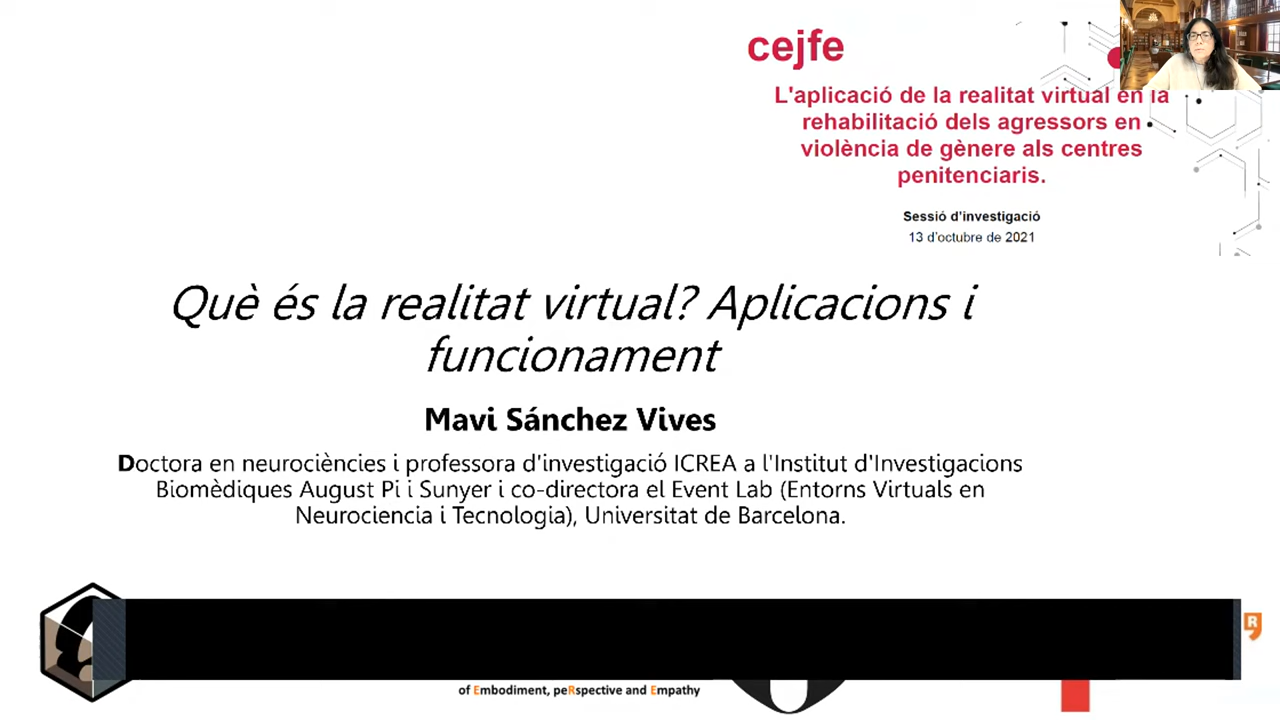 cejfe
L'aplicació de la realitat virtual en la
rehabilitació dels agressors en
violència de gènere als centres
penitenciaris.
Sessió d'investigació
13 d'octubre de 2021
Què és la realitat virtual? Aplicacions i
funcionament
Mavi Sánchez Vives
Doctora en neurociències i professora d'investigació ICREA a l'Institut d'Investigacions
Biomèdiques August Pi i Sunyer i co-directora el Event Lab (Entorns Virtuals en
Neurociencia i Tecnologia), Universitat de Barcelona.
R
of Embodiment, peRspective and Empathy